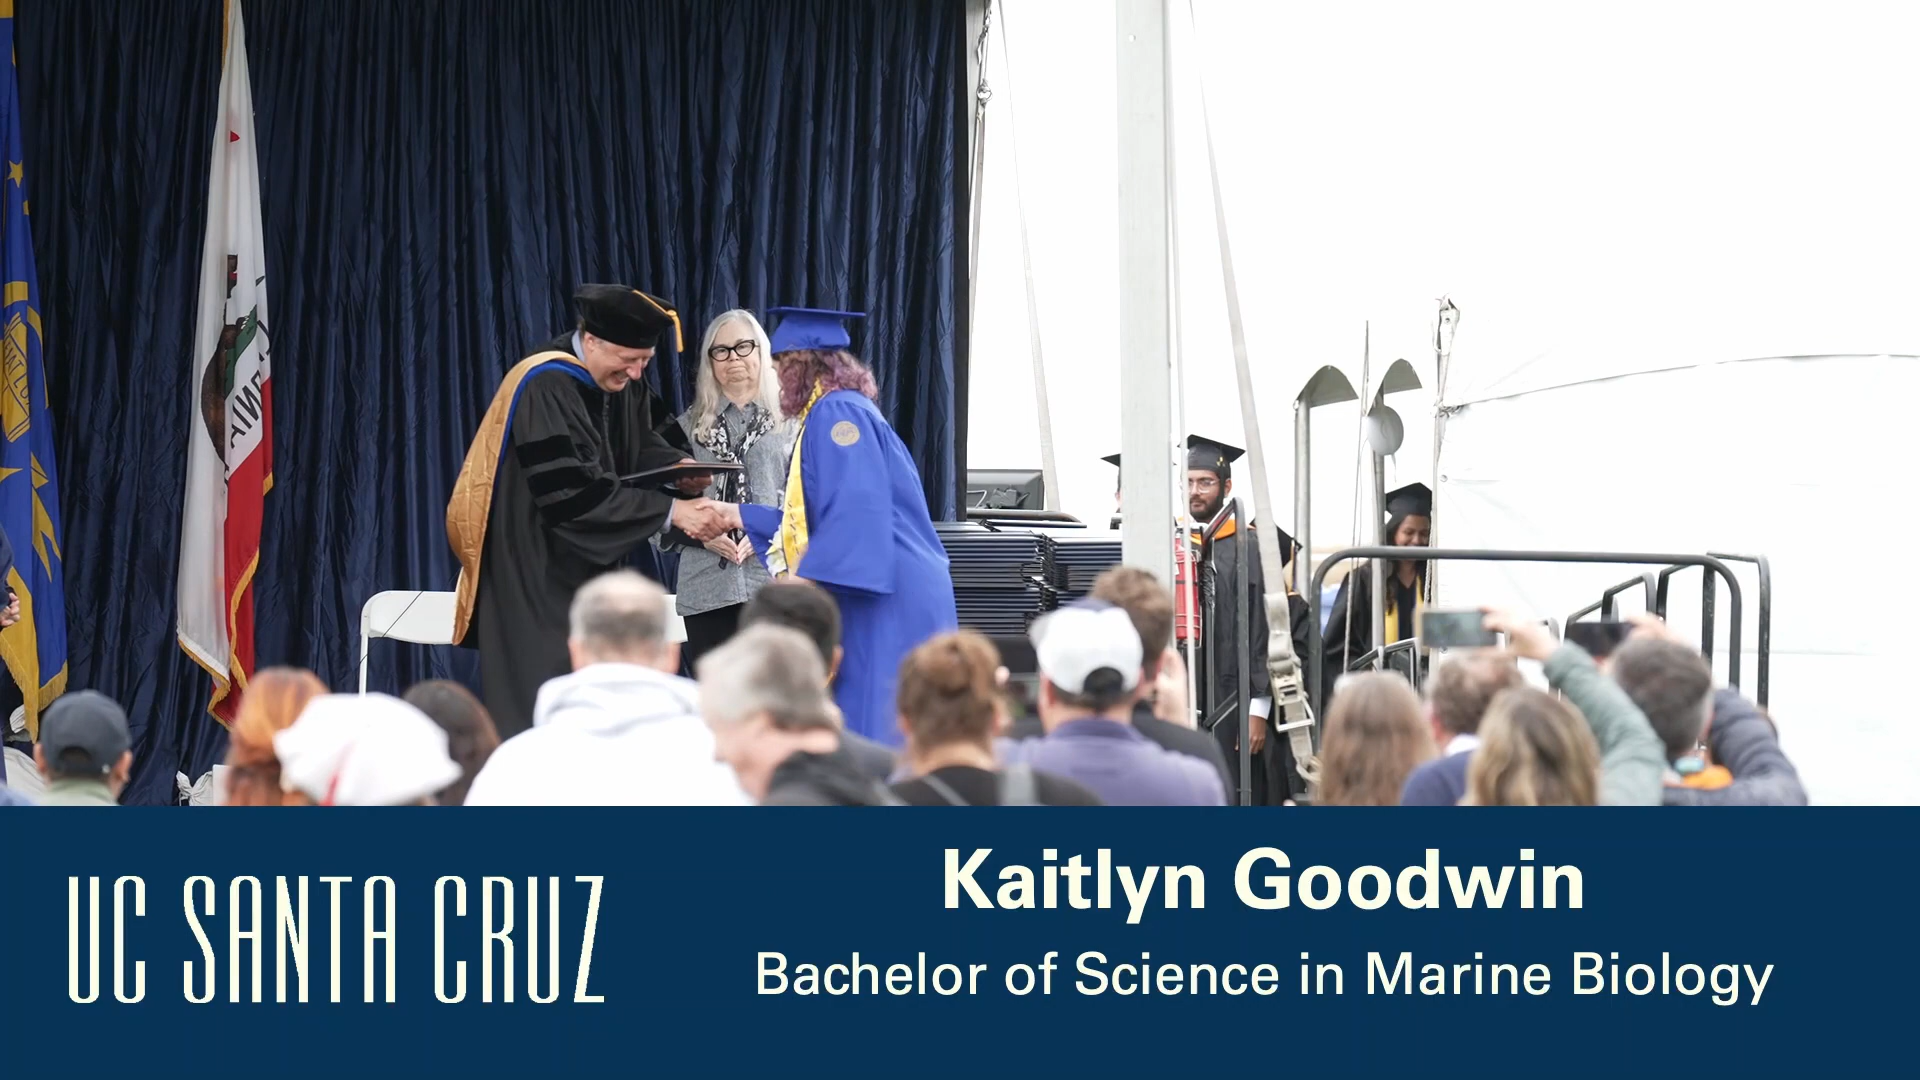 UC SANTA CRUZ
Kaitlyn Goodwin
Bachelor of Science in Marine Biology